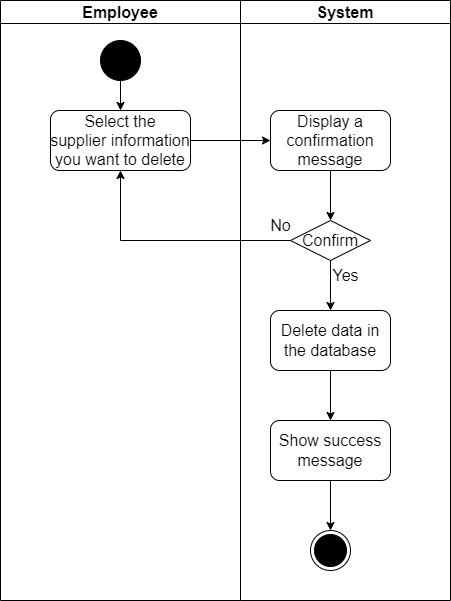 Employee
System
Select the
supplier information
you want to delete
Display a
confirmation
message
No
Confirm
Yes
Delete data in
the database
Show success
message